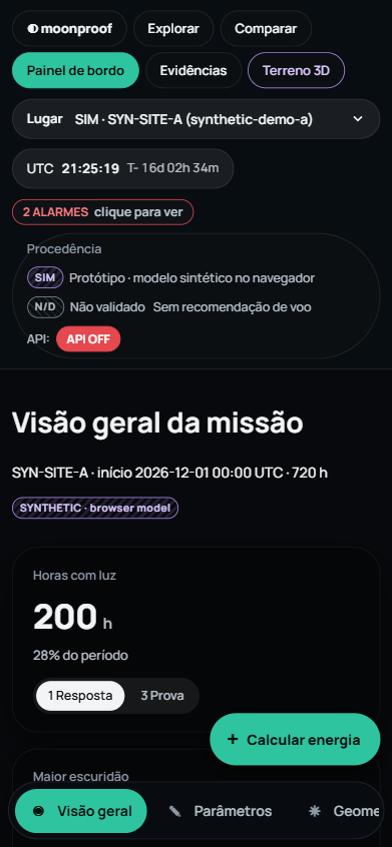 moonproof Explorar Comparar
Painel de bordo Evidências Terreno 3D
Lugar SIM · SYN-SITE-A (synthetic-demo-a)
UTC 21:25:19 T- 16d 02h 34m
2 ALARMES clique para ver
Procedência
SIM Protótipo · modelo sintético no navegador
N/D Não validado Sem recomendação de voo
API: API OFF
Visão geral da missão
SYN-SITE-A · início 2026-12-01 00:00 UTC · 720 h
SYNTHETIC · browser model
Horas com luz
200 h
28% do período
1 Resposta 3 Prova
+ Calcular energia
Maior escuridão
Visão geral Parâmetros Geome